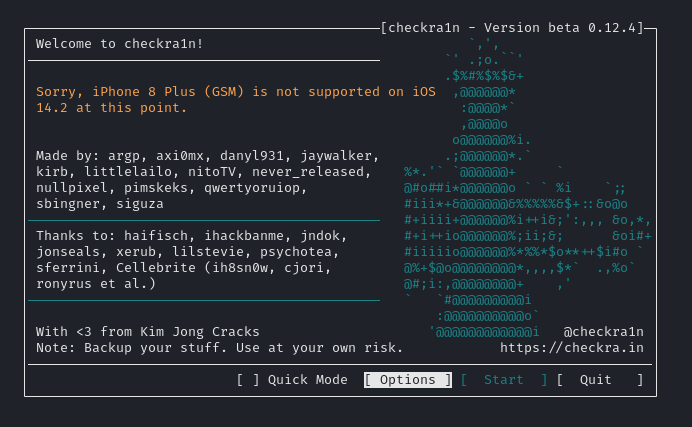 [checkra1n - Version beta 0.12.4]
Welcome to checkra1n!
Sorry, iPhone 8 Plus (GSM) is not supported on iOS
14.2 at this point.
Made by: argp, axi0mx, danyl931, jaywalker,
kirb, littlelailo, nitoTV, never_released,
nullpixel, pimskeks, qwertyoruiop,
sbingner, siguza
Thanks to: haifisch, ihackbanme, jndok,
jonseals, xerub, lilstevie, psychotea,
sferrini, Cellebrite (ih8sn0w, cjori,
ronyrus et al.)
With <3 from Kim Jong Cracks
@checkra1n
Note: Backup your stuff. Use at your own risk.
https://checkra.in
[ ] Quick Mode [ Options ] [ Start ] [ Quit ]